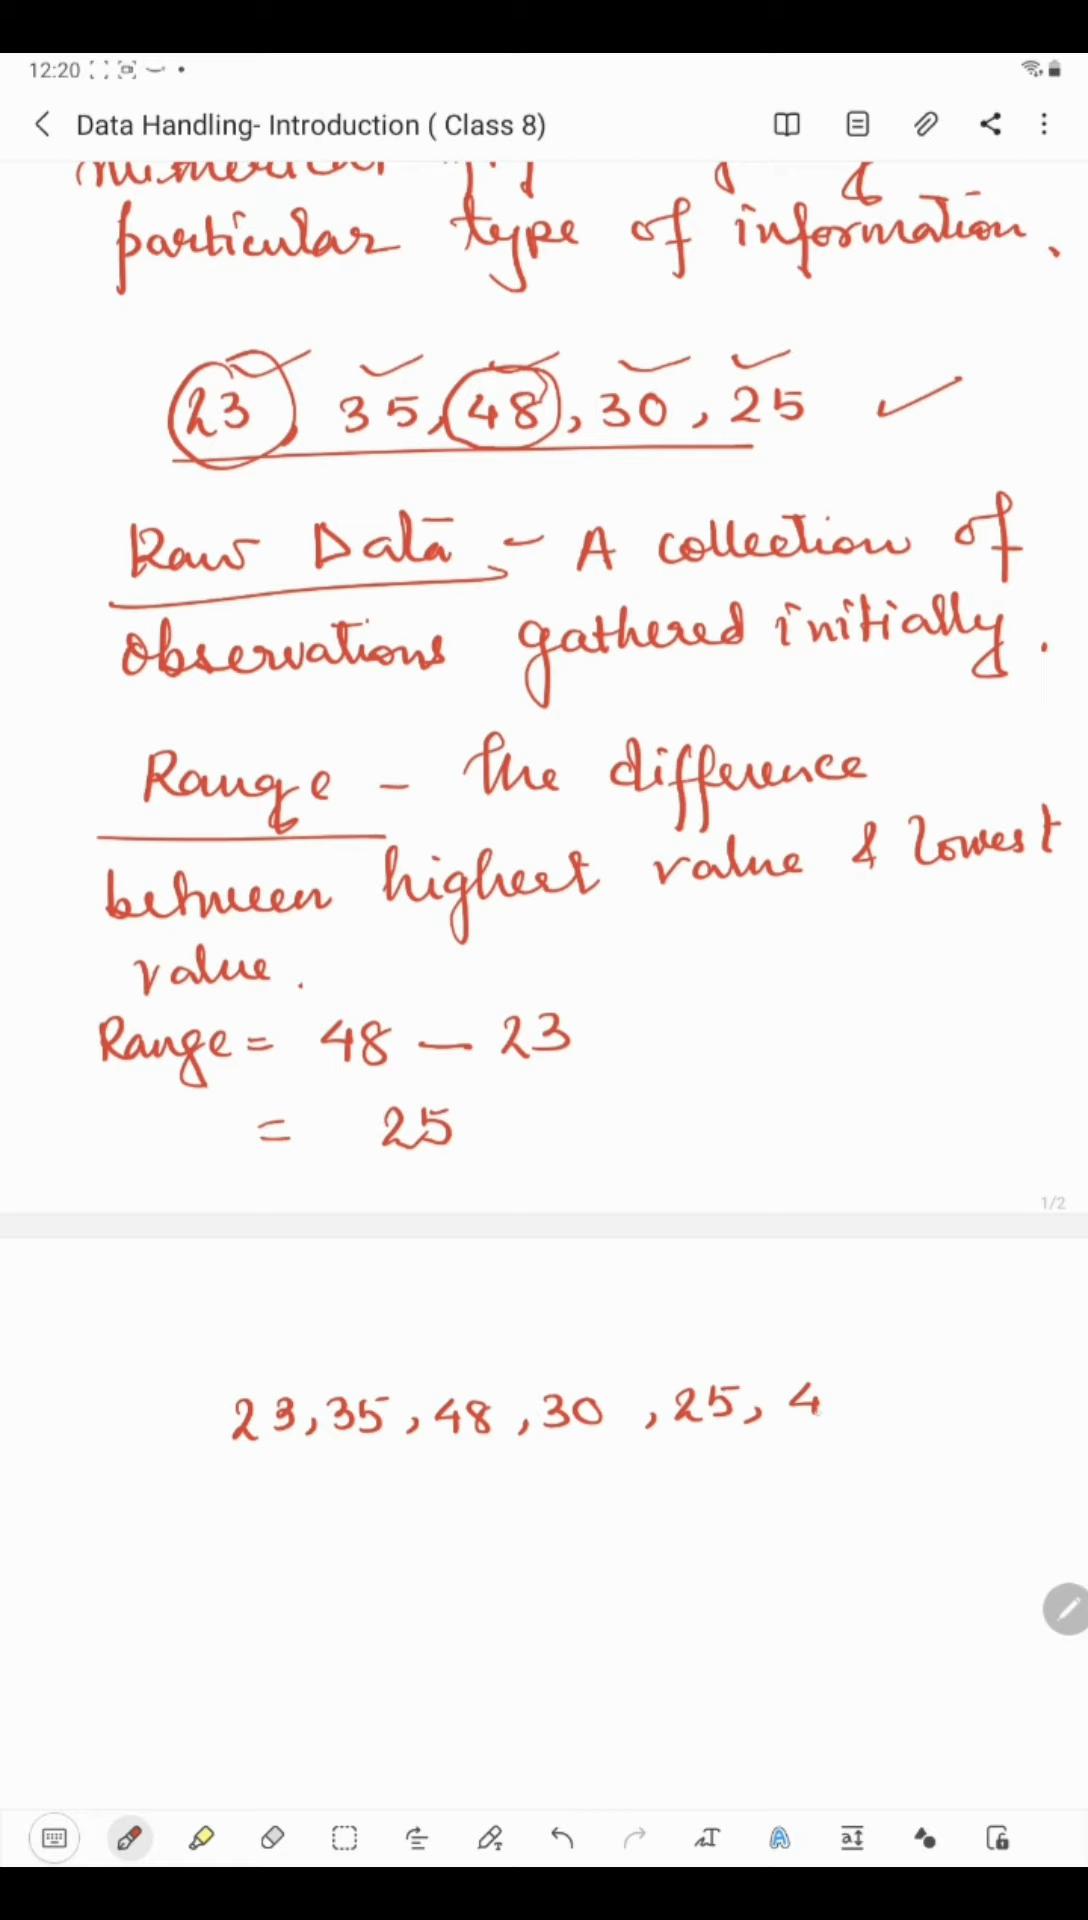 12:20
Data Handling- Introduction ( Class 8)
particular type of information.
23, 35, 48, 30, 25
Raw Data - A collection of
observations gathered initially.
Range - The difference
between highest value & lowest
value.
Range = 48 - 23
= 25
1/2
23, 35, 48, 30, 25, 4